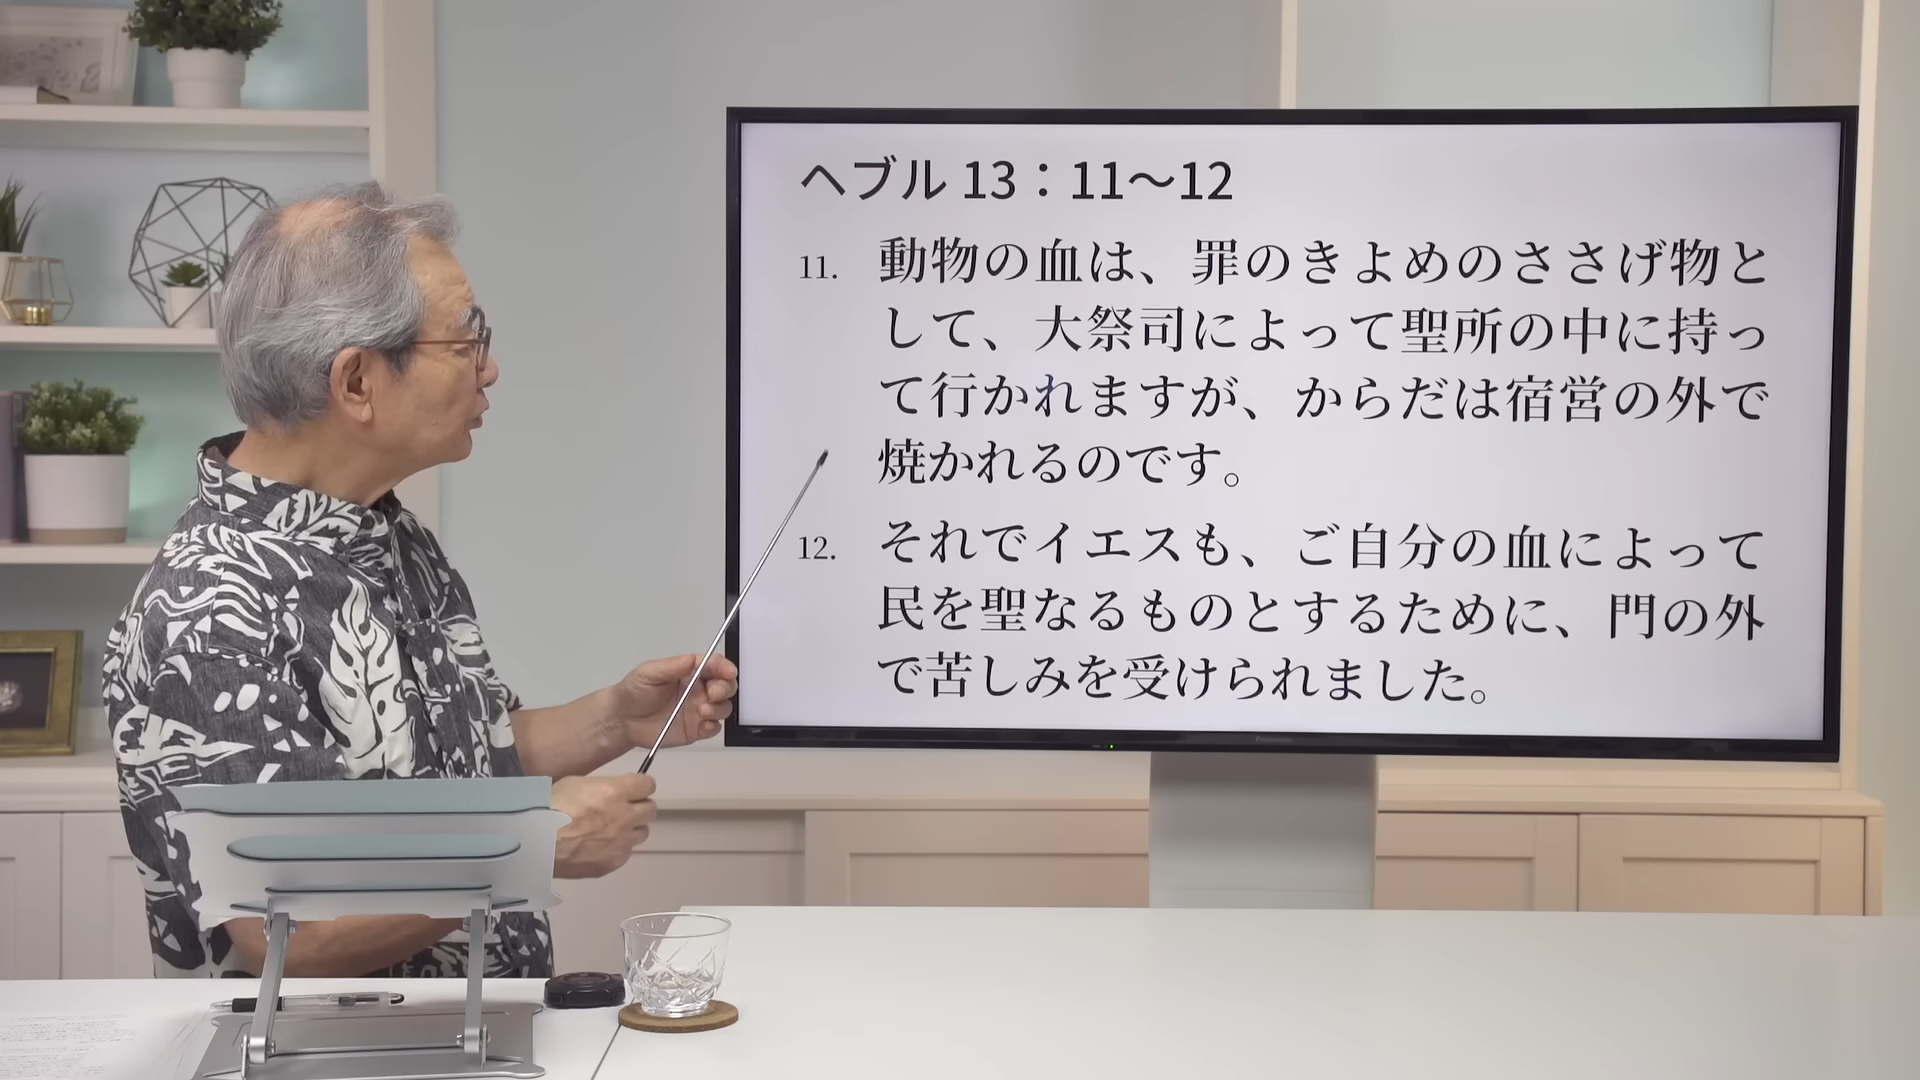 ヘブル 13：11〜12
11. 動物の血は、罪のきよめのささげ物と
して、大祭司によって聖所の中に持っ
て行かれますが、からだは宿営の外で
焼かれるのです。
12. それでイエスも、ご自分の血によって
民を聖なるものとするために、門の外
で苦しみを受けられました。
Panasonic